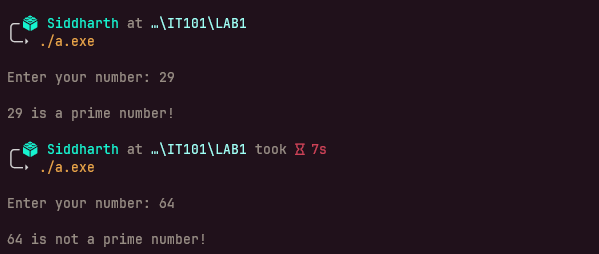 Siddharth at …\IT101\LAB1
./a.exe
Enter your number: 29
29 is a prime number!
Siddharth at …\IT101\LAB1 took 7s
./a.exe
Enter your number: 64
64 is not a prime number!